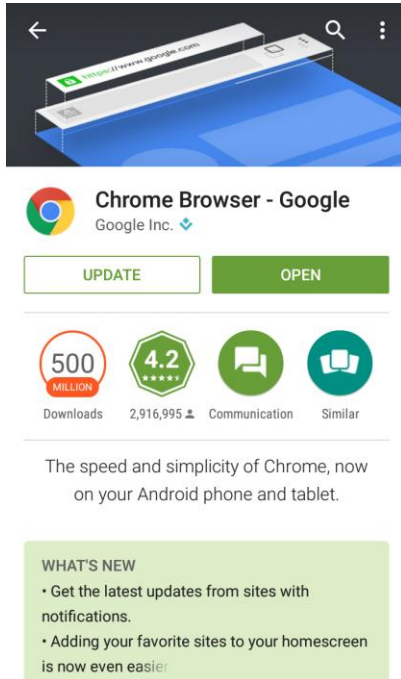 https://www.google.com
Chrome Browser - Google
Google Inc.
UPDATE
OPEN
500
MILLION
Downloads
4.2
2,916,995
Communication
Similar
The speed and simplicity of Chrome, now
on your Android phone and tablet.
WHAT'S NEW
• Get the latest updates from sites with
notifications.
• Adding your favorite sites to your homescreen
is now even easier